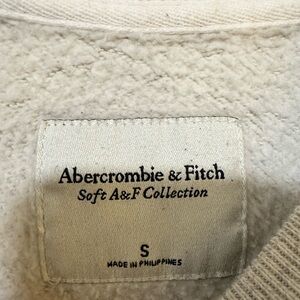 Abercrombie & Fitch
Soft A&F Collection
S
MADE IN PHILIPPINES